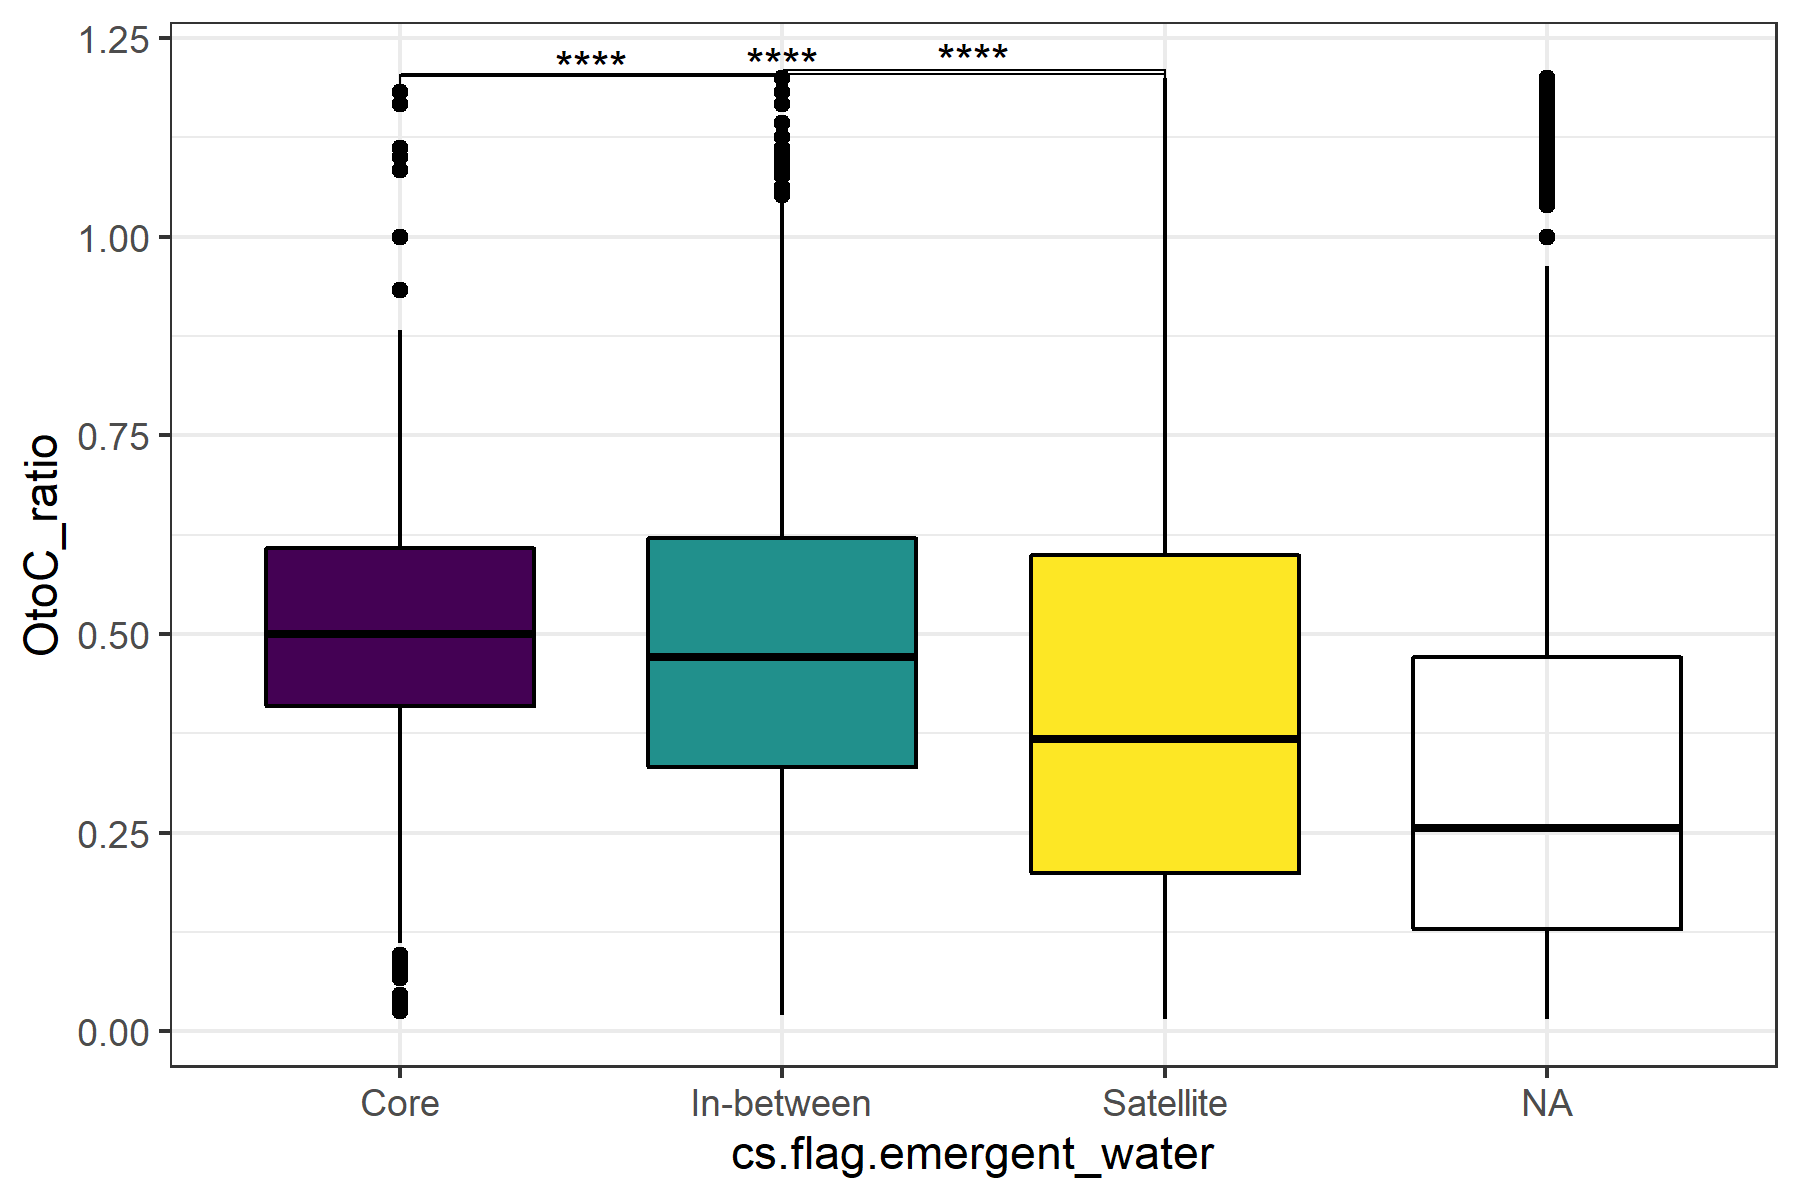 1.25
**** **** ****
1.00
0.75
0.50
0.25
0.00
OtoC_ratio
Core In-between Satellite NA
cs.flag.emergent_water